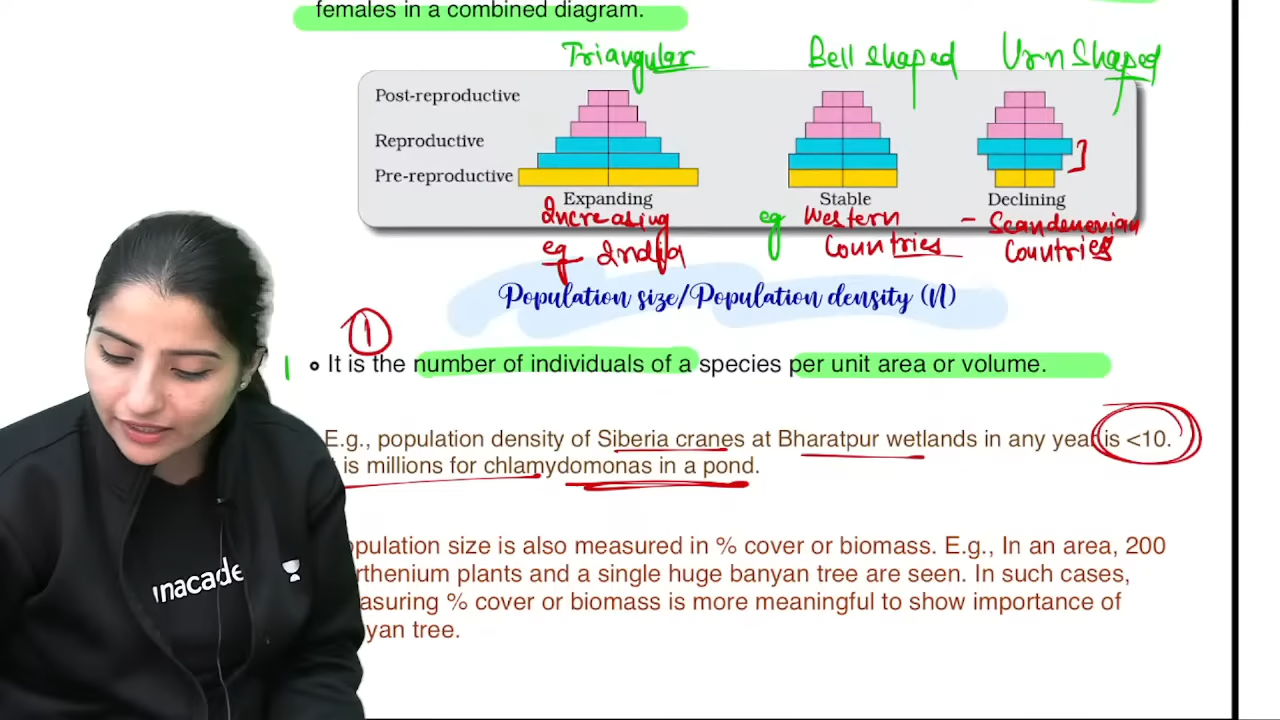 females in a combined diagram.
Triangular Bell shaped Urn Shaped
Post-reproductive
Reproductive
Pre-reproductive
Expanding Stable Declining
Increasing eg Western - Scandenevian
eg India Countries Countries
Population size/Population density (N)
1
It is the number of individuals of a species per unit area or volume.
E.g., population density of Siberia cranes at Bharatpur wetlands in any year is <10.
is millions for chlamydomonas in a pond.
opulation size is also measured in % cover or biomass. E.g., In an area, 200
rthenium plants and a single huge banyan tree are seen. In such cases,
asuring % cover or biomass is more meaningful to show importance of
yan tree.
unacade